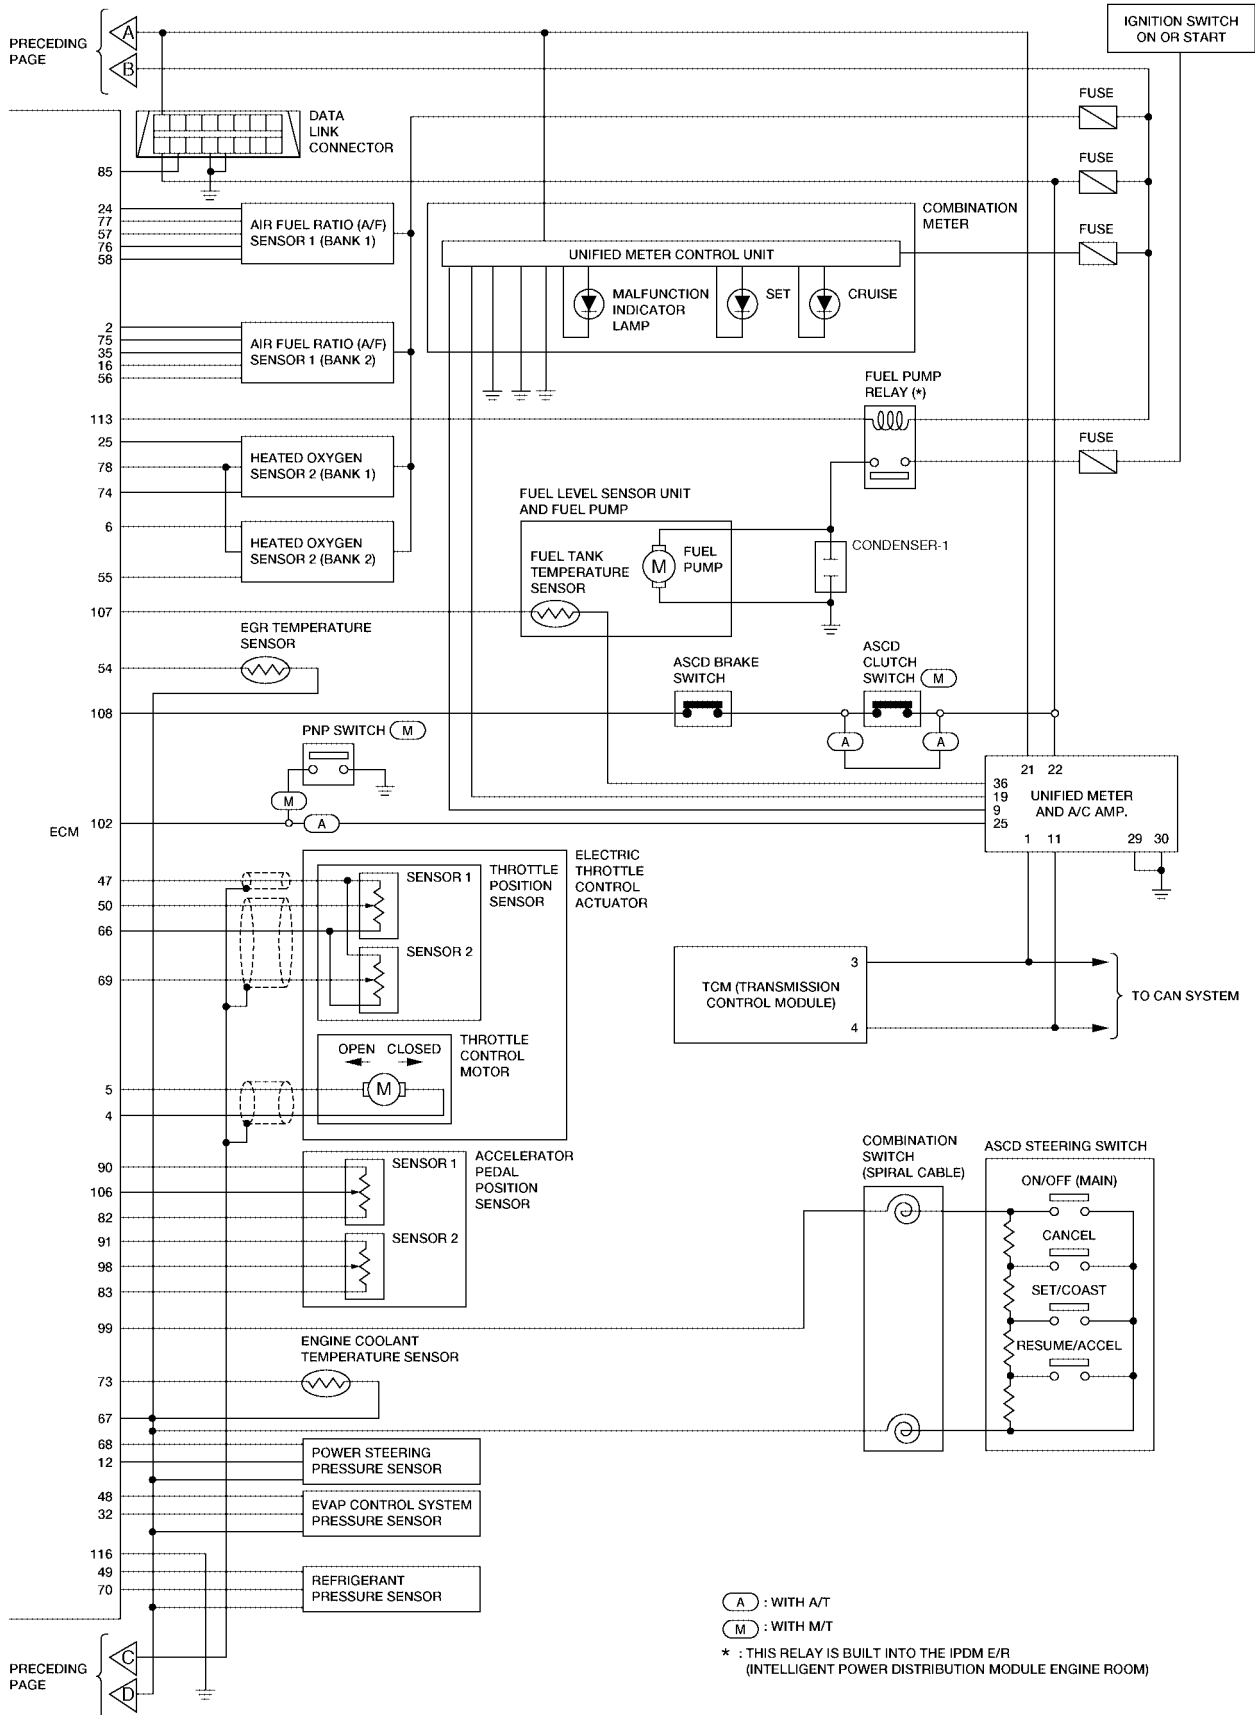 PRECEDING
PAGE
A
B
IGNITION SWITCH
ON OR START
FUSE
DATA
LINK
CONNECTOR
FUSE
85
24
77
57
76
58
AIR FUEL RATIO (A/F)
SENSOR 1 (BANK 1)
COMBINATION
METER
FUSE
UNIFIED METER CONTROL UNIT
MALFUNCTION
INDICATOR
LAMP
SET
CRUISE
2
75
35
16
56
AIR FUEL RATIO (A/F)
SENSOR 1 (BANK 2)
FUEL PUMP
RELAY (*)
113
25
78
74
HEATED OXYGEN
SENSOR 2 (BANK 1)
FUSE
FUEL LEVEL SENSOR UNIT
AND FUEL PUMP
6
55
HEATED OXYGEN
SENSOR 2 (BANK 2)
FUEL TANK
TEMPERATURE
SENSOR
M
FUEL
PUMP
CONDENSER-1
107
EGR TEMPERATURE
SENSOR
54
ASCD BRAKE
SWITCH
ASCD
CLUTCH
SWITCH
M
108
PNP SWITCH
M
A
A
M
21 22
36
19
9
25
UNIFIED METER
AND A/C AMP.
1 11
29 30
ECM
102
A
ELECTRIC
THROTTLE
CONTROL
ACTUATOR
47
50
66
69
SENSOR 1
THROTTLE
POSITION
SENSOR
SENSOR 2
TCM (TRANSMISSION
CONTROL MODULE)
3
4
TO CAN SYSTEM
OPEN CLOSED
M
THROTTLE
CONTROL
MOTOR
5
4
90
106
82
91
98
83
SENSOR 1
SENSOR 2
ACCELERATOR
PEDAL
POSITION
SENSOR
COMBINATION
SWITCH
(SPIRAL CABLE)
ASCD STEERING SWITCH
ON/OFF (MAIN)
CANCEL
SET/COAST
RESUME/ACCEL
99
ENGINE COOLANT
TEMPERATURE SENSOR
73
67
68
12
POWER STEERING
PRESSURE SENSOR
48
32
EVAP CONTROL SYSTEM
PRESSURE SENSOR
116
49
70
REFRIGERANT
PRESSURE SENSOR
PRECEDING
PAGE
C
D
A : WITH A/T
M : WITH M/T
* : THIS RELAY IS BUILT INTO THE IPDM E/R
(INTELLIGENT POWER DISTRIBUTION MODULE ENGINE ROOM)